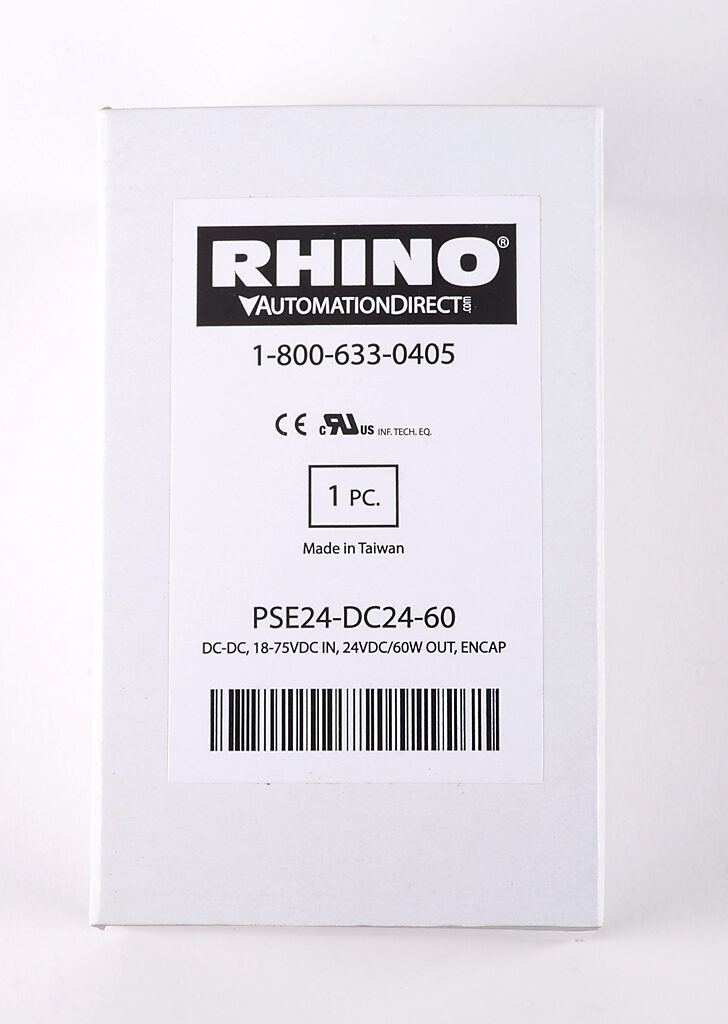 RHINO®
AUTOMATIONDIRECT.com
1-800-633-0405
CE cRUus INF. TECH. EQ.
1 PC.
Made in Taiwan
PSE24-DC24-60
DC-DC, 18-75VDC IN, 24VDC/60W OUT, ENCAP